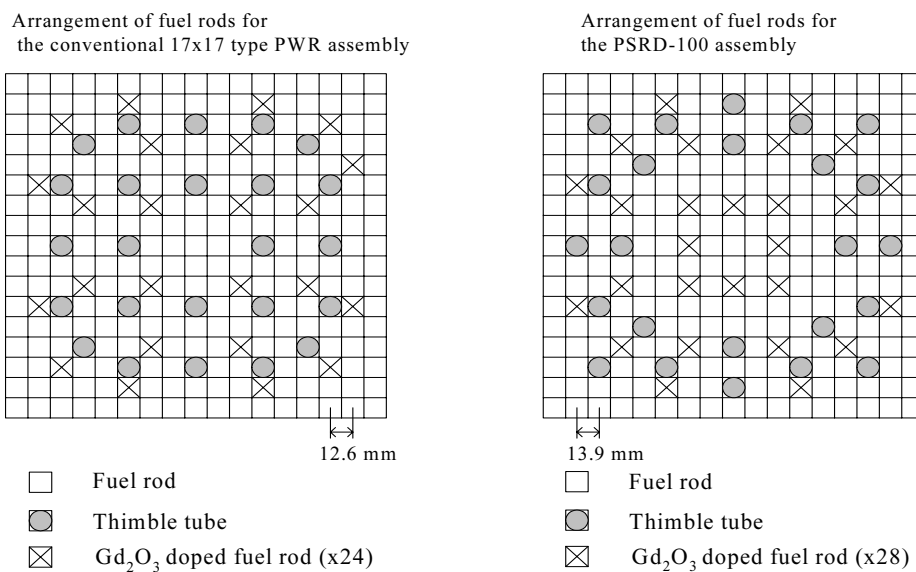 Arrangement of fuel rods for
the conventional 17x17 type PWR assembly
12.6 mm
Fuel rod
Thimble tube
Gd2O3 doped fuel rod (x24)
Arrangement of fuel rods for
the PSRD-100 assembly
13.9 mm
Fuel rod
Thimble tube
Gd2O3 doped fuel rod (x28)